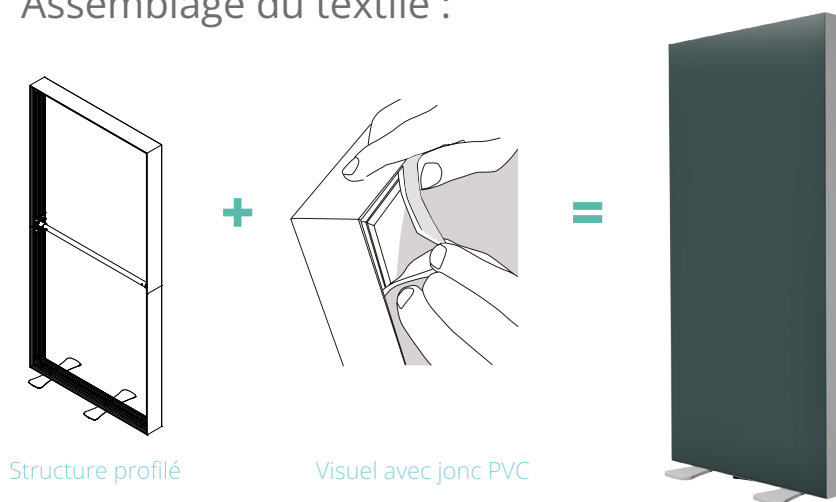 Assemblage du textile :
+
=
Structure profilé
Visuel avec jonc PVC